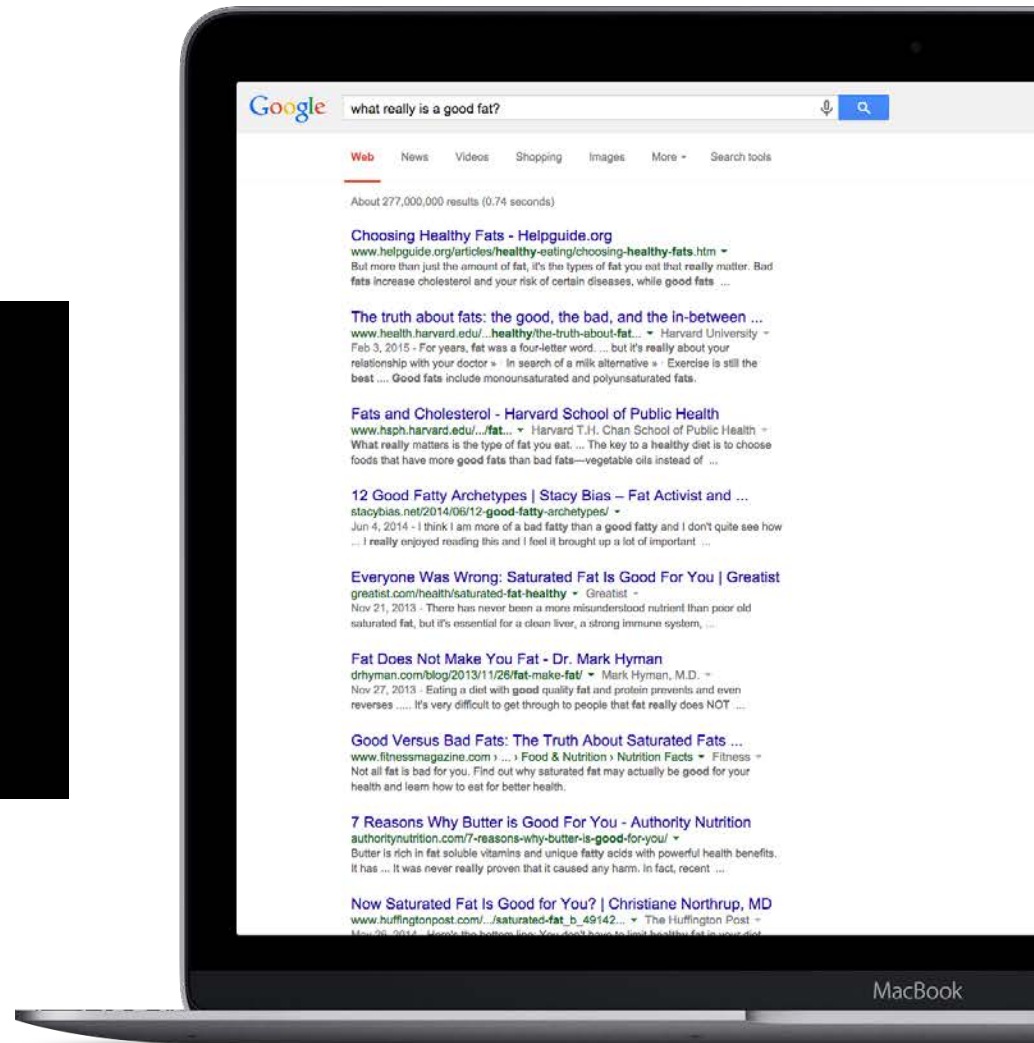 Google what really is a good fat?
Web News Videos Shopping Images More Search tools
About 277,000,000 results (0.74 seconds)
Choosing Healthy Fats - Helpguide.org
www.helpguide.org/articles/healthy-eating/choosing-healthy-fats.htm
But more than just the amount of fat, it's the types of fat you eat that really matter. Bad
fats increase cholesterol and your risk of certain diseases, while good fats ...
The truth about fats: the good, the bad, and the in-between ...
www.health.harvard.edu/...healthy/the-truth-about-fat... Harvard University
Feb 3, 2015 - For years, fat was a four-letter word. ... but it's really about your
relationship with your doctor » · In search of a milk alternative » · Exercise is still the
best .... Good fats include monounsaturated and polyunsaturated fats.
Fats and Cholesterol - Harvard School of Public Health
www.hsph.harvard.edu/.../fat... Harvard T.H. Chan School of Public Health
What really matters is the type of fat you eat. ... The key to a healthy diet is to choose
foods that have more good fats than bad fats—vegetable oils instead of ...
12 Good Fatty Archetypes | Stacy Bias – Fat Activist and ...
stacybias.net/2014/06/12-good-fatty-archetypes/
Jun 4, 2014 - I think I am more of a bad fatty than a good fatty and I don't quite see how
... I really enjoyed reading this and I feel it brought up a lot of important ...
Everyone Was Wrong: Saturated Fat Is Good For You | Greatist
greatist.com/health/saturated-fat-healthy Greatist
Nov 21, 2013 - There has never been a more misunderstood nutrient than poor old
saturated fat, but it's essential for a clean liver, a strong immune system, ...
Fat Does Not Make You Fat - Dr. Mark Hyman
drhyman.com/blog/2013/11/26/fat-make-fat/ Mark Hyman, M.D.
Nov 27, 2013 - Eating a diet with good quality fat and protein prevents and even
reverses ..... It's very difficult to get through to people that fat really does NOT ...
Good Versus Bad Fats: The Truth About Saturated Fats ...
www.fitnessmagazine.com › ... › Food & Nutrition › Nutrition Facts Fitness
Not all fat is bad for you. Find out why saturated fat may actually be good for your
health and learn how to eat for better health.
7 Reasons Why Butter is Good For You - Authority Nutrition
authoritynutrition.com/7-reasons-why-butter-is-good-for-you/
Butter is rich in fat soluble vitamins and unique fatty acids with powerful health benefits.
It has ... It was never really proven that it caused any harm. In fact, recent ...
Now Saturated Fat Is Good for You? | Christiane Northrup, MD
www.huffingtonpost.com/.../saturated-fat_b_49142... The Huffington Post
May 26, 2014 - Here's the bottom line: You don't have to limit healthy fat in your diet
MacBook